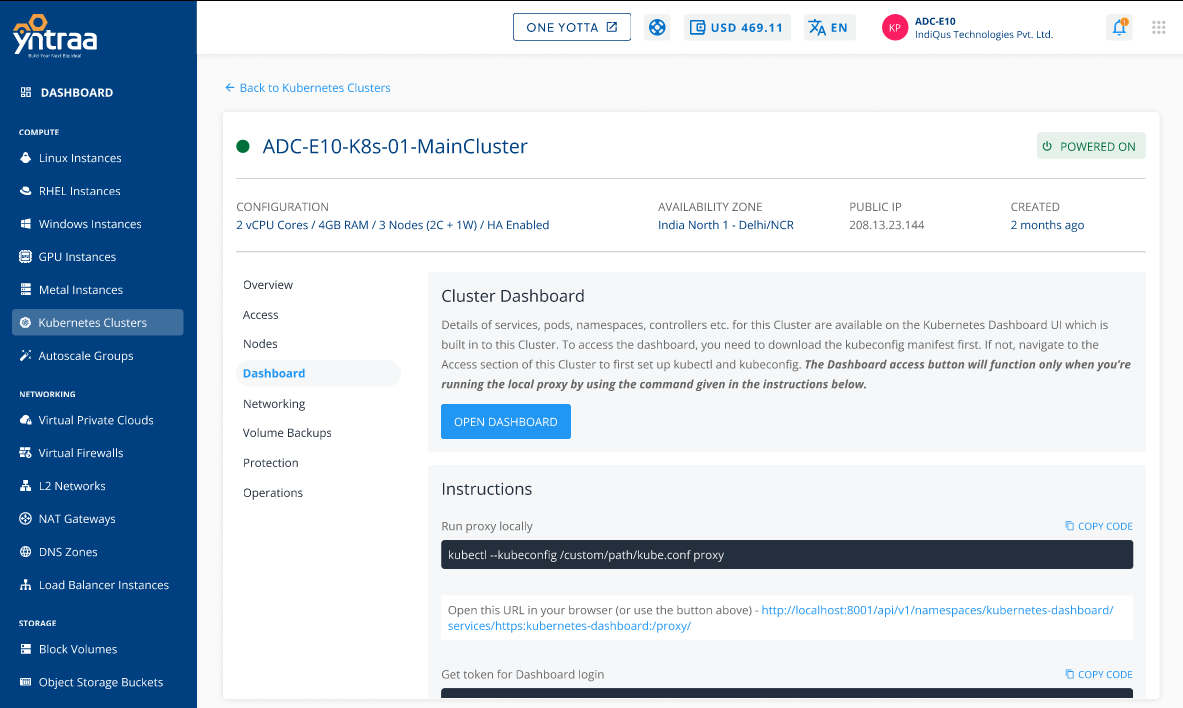 yntraa
Build Your Next Big Idea!
ONE YOTTA
USD 469.11
EN
KP
ADC-E10
IndiQus Technologies Pvt. Ltd.
DASHBOARD
COMPUTE
Linux Instances
RHEL Instances
Windows Instances
GPU Instances
Metal Instances
Kubernetes Clusters
Autoscale Groups
NETWORKING
Virtual Private Clouds
Virtual Firewalls
L2 Networks
NAT Gateways
DNS Zones
Load Balancer Instances
STORAGE
Block Volumes
Object Storage Buckets
Back to Kubernetes Clusters
ADC-E10-K8s-01-MainCluster
POWERED ON
CONFIGURATION
2 vCPU Cores / 4GB RAM / 3 Nodes (2C + 1W) / HA Enabled
AVAILABILITY ZONE
India North 1 - Delhi/NCR
PUBLIC IP
208.13.23.144
CREATED
2 months ago
Overview
Access
Nodes
Dashboard
Networking
Volume Backups
Protection
Operations
Cluster Dashboard
Details of services, pods, namespaces, controllers etc. for this Cluster are available on the Kubernetes Dashboard UI which is
built in to this Cluster. To access the dashboard, you need to download the kubeconfig manifest first. If not, navigate to the
Access section of this Cluster to first set up kubectl and kubeconfig. The Dashboard access button will function only when you're
running the local proxy by using the command given in the instructions below.
OPEN DASHBOARD
Instructions
Run proxy locally
COPY CODE
kubectl --kubeconfig /custom/path/kube.conf proxy
Open this URL in your browser (or use the button above) - http://localhost:8001/api/v1/namespaces/kubernetes-dashboard/
services/https:kubernetes-dashboard:/proxy/
Get token for Dashboard login
COPY CODE